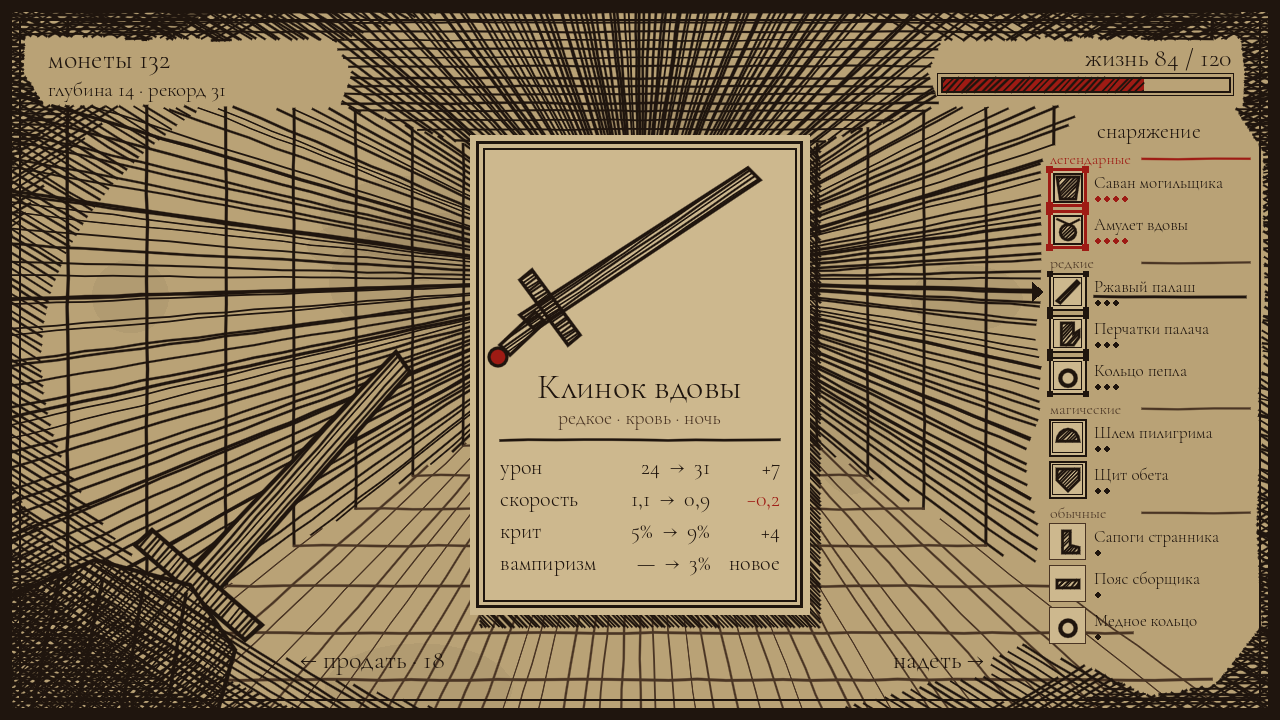 монеты 132
глубина 14 · рекорд 31
жизнь 84 / 120
Клинок вдовы
редкое · кровь · ночь
урон 24 → 31 +7
скорость 1,1 → 0,9 −0,2
крит 5% → 9% +4
вампиризм — → 3% новое
← продать · 18
надеть →
снаряжение
легендарные
Саван могильщика
Амулет вдовы
редкие
Ржавый палаш
Перчатки палача
Кольцо пепла
магические
Шлем пилигрима
Щит обета
обычные
Сапоги странника
Пояс сборщика
Медное кольцо